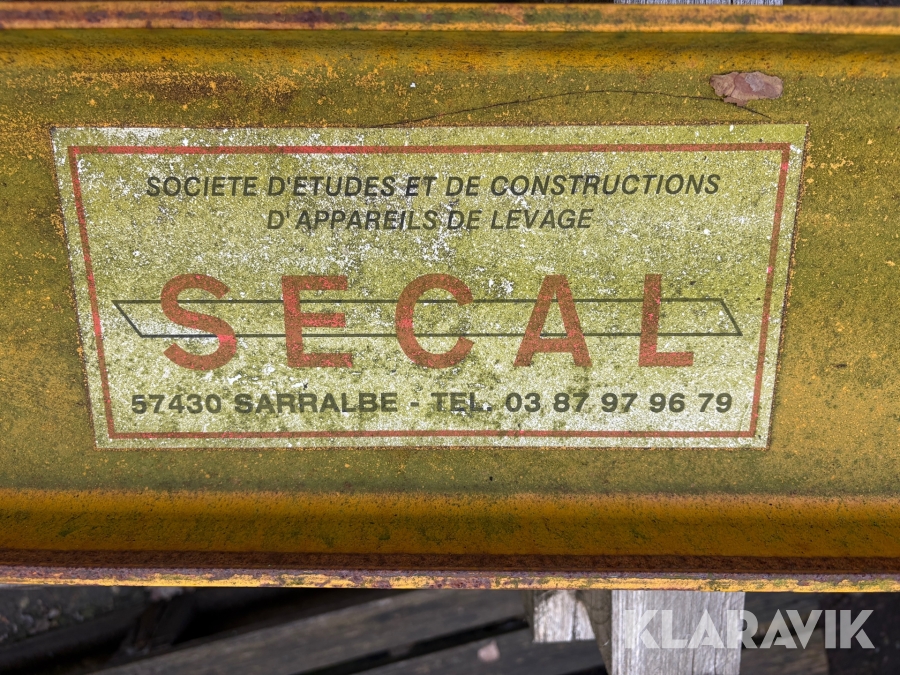 SOCIETE D'ETUDES ET DE CONSTRUCTIONS
D'APPAREILS DE LEVAGE
SECAL
57430 SARRALBE - TEL. 03 87 97 96 79
KLARAVIK